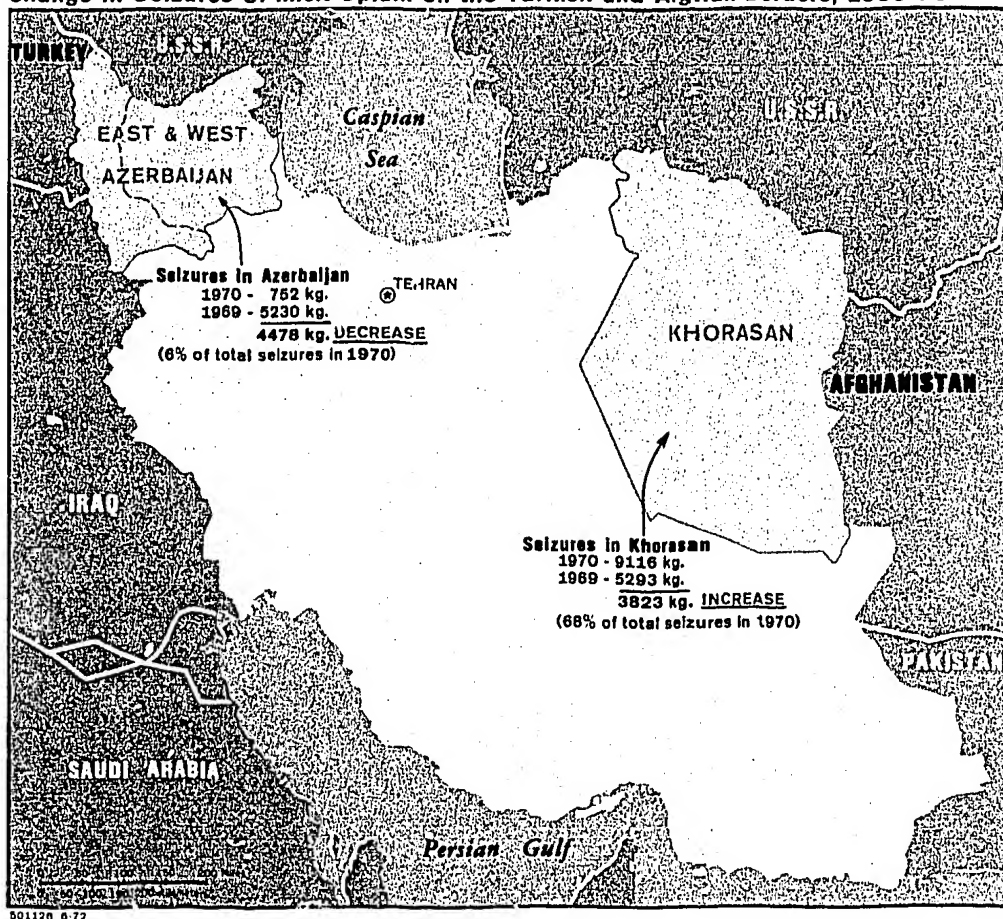 TURKEY
U.S.S.R.
Caspian
Sea
U.S.S.R.
EAST & WEST
AZERBAIJAN
Seizures in Azerbaijan
1970 - 752 kg.
1969 - 5230 kg.
4478 kg. DECREASE
(6% of total seizures in 1970)
TEHRAN
KHORASAN
AFGHANISTAN
IRAQ
Seizures in Khorasan
1970 - 9116 kg.
1969 - 5293 kg.
3823 kg. INCREASE
(68% of total seizures in 1970)
PAKISTAN
SAUDI ARABIA
Persian Gulf
501126 6-72